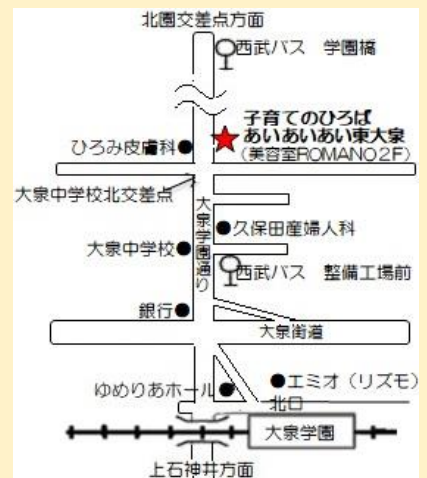 北園交差点方面
西武バス 学園橋
子育てのひろば
あいあいあい東大泉
(美容室ROMANO2F)
ひろみ皮膚科
大泉中学校北交差点
大泉学園通り
久保田産婦人科
大泉中学校
西武バス 整備工場前
銀行
大泉街道
エミオ(リズモ)
ゆめりあホール
北口
大泉学園
上石神井方面